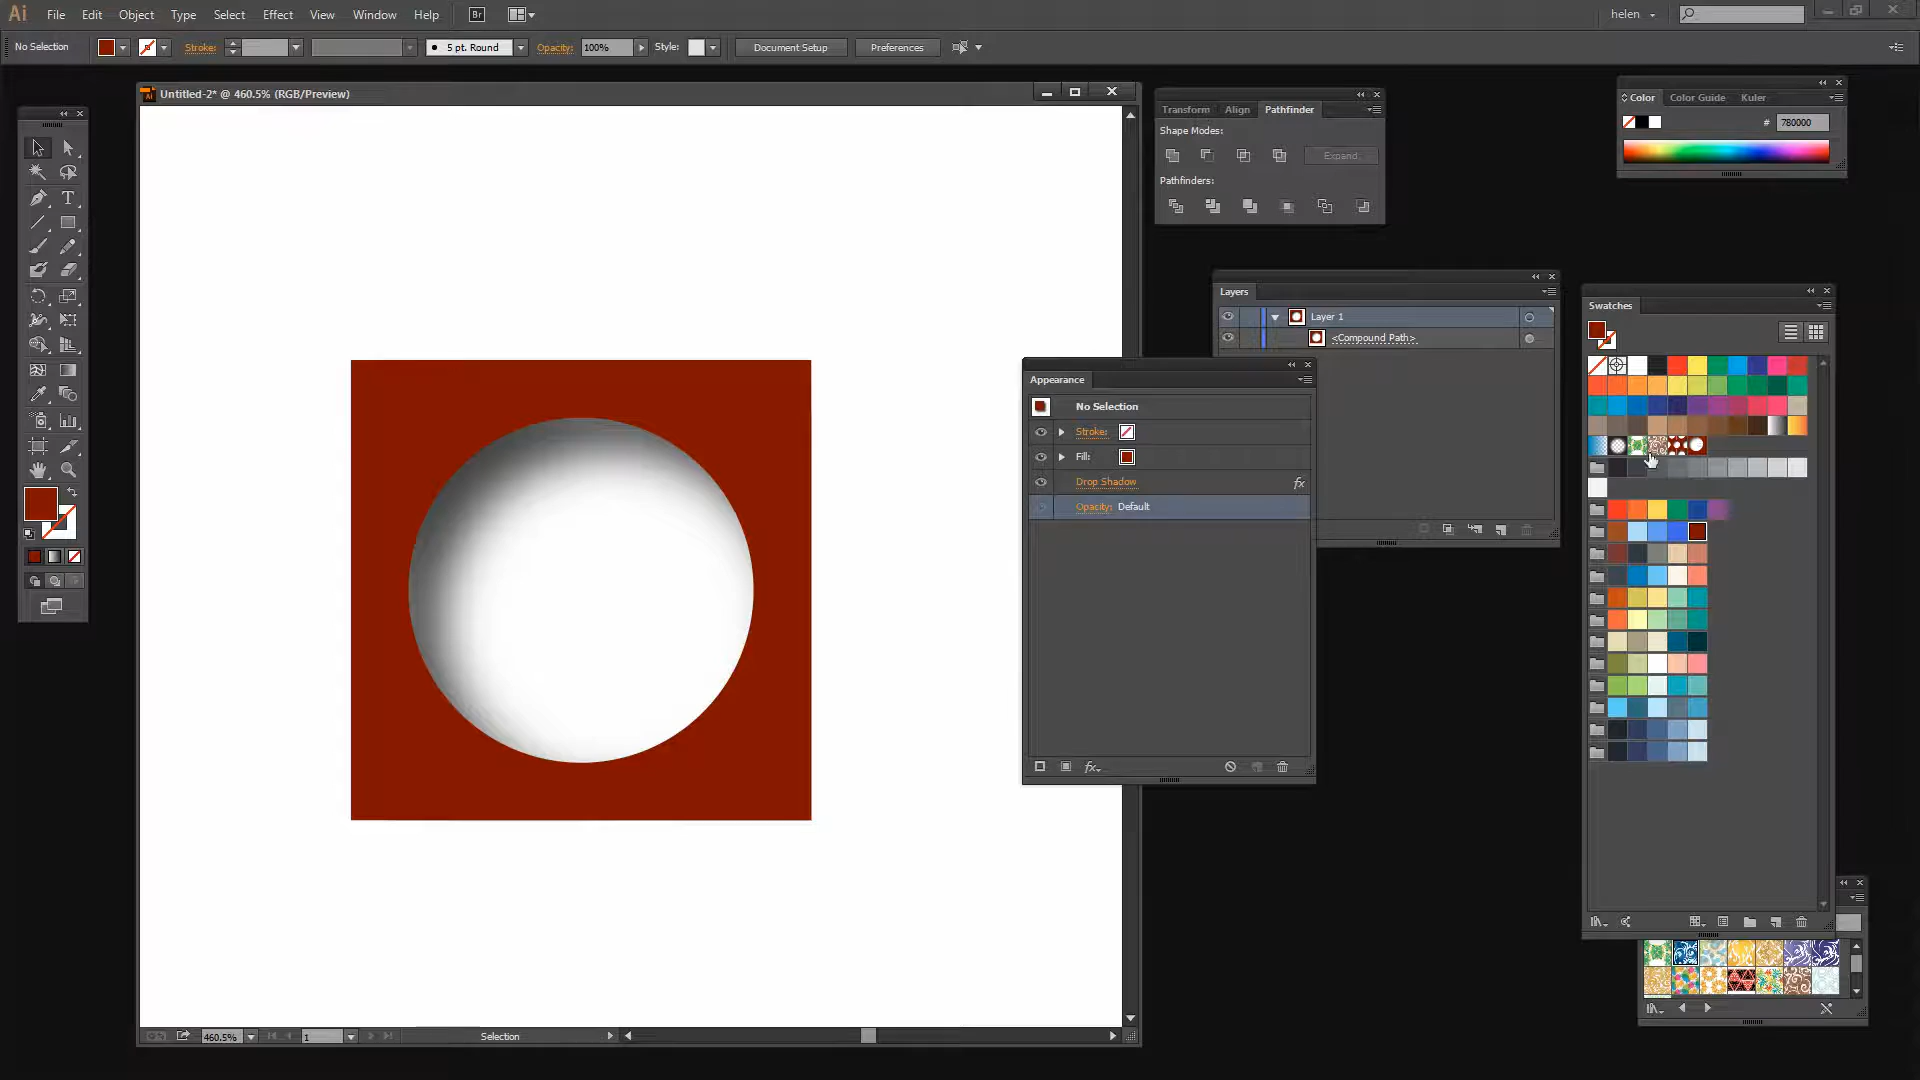 Ai File Edit Object Type Select Effect View Window Help Br helen
No Selection Stroke: 5 pt. Round Opacity: 100% Style: Document Setup Preferences
Untitled-2* @ 460.5% (RGB/Preview)
Transform Align Pathfinder
Shape Modes:
Expand
Pathfinders:
Color Color Guide Kuler
# 780000
Layers
Layer 1
<Compound Path>
Appearance
No Selection
Stroke:
Fill:
Drop Shadow fx
Opacity: Default
fx
Swatches
460.5% 1 Selection